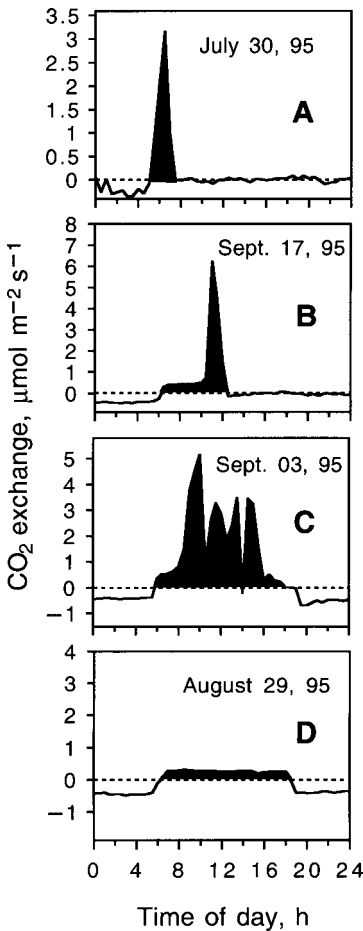 CO2 exchange, µmol m−2 s−1
3.5
3
2.5
2
1.5
1
0.5
0
July 30, 95
A
8
7
6
5
4
3
2
1
0
Sept. 17, 95
B
5
4
3
2
1
0
−1
Sept. 03, 95
C
4
3
2
1
0
−1
August 29, 95
D
0 4 8 12 16 20 24
Time of day, h